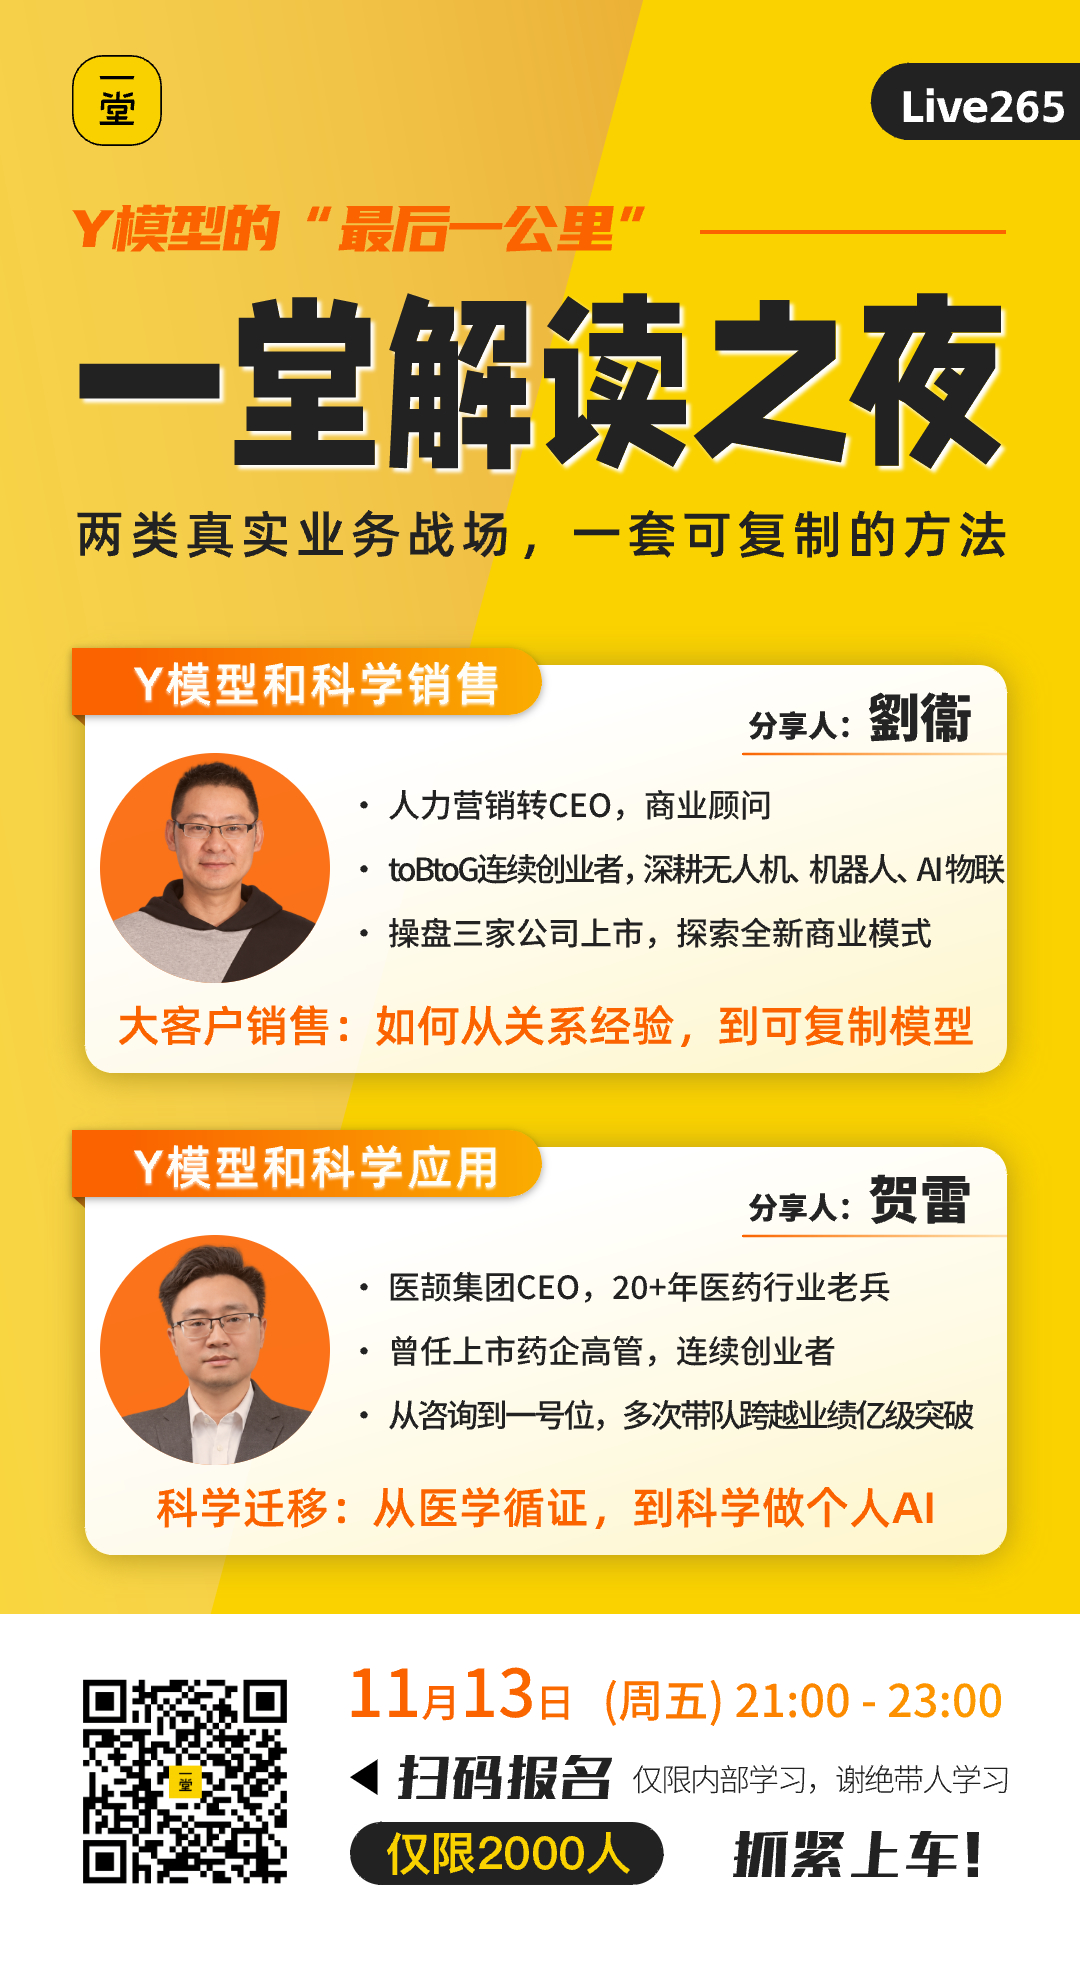 一堂
Live265
Y模型的“最后一公里”
一堂解读之夜
两类真实业务战场，一套可复制的方法
Y模型和科学销售
分享人：劉衞
· 人力营销转CEO，商业顾问
· toBtoG连续创业者，深耕无人机、机器人、AI物联
· 操盘三家公司上市，探索全新商业模式
大客户销售：如何从关系经验，到可复制模型
Y模型和科学应用
分享人：贺雷
· 医颉集团CEO，20+年医药行业老兵
· 曾任上市药企高管，连续创业者
· 从咨询到一号位，多次带队跨越业绩亿级突破
科学迁移：从医学循证，到科学做个人AI
11月13日 (周五) 21:00 - 23:00
扫码报名 仅限内部学习，谢绝带人学习
仅限2000人 抓紧上车!
一堂